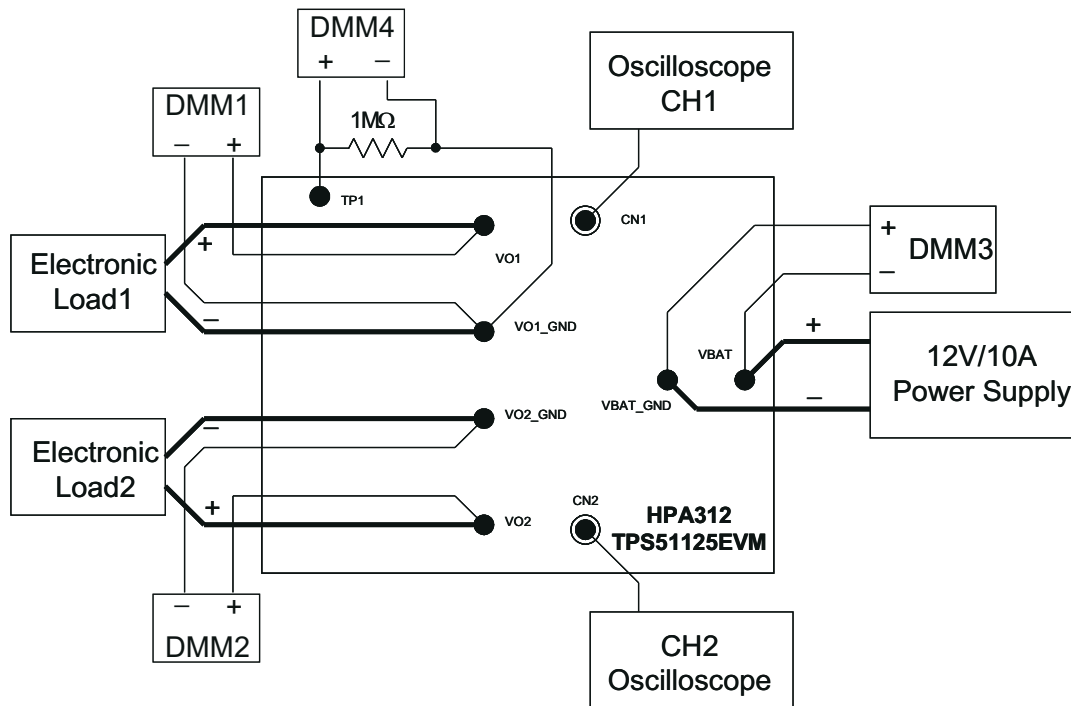 DMM4
+ −
Oscilloscope
CH1
DMM1
− +
1MΩ
TP1
CN1
+
VO1
Electronic
Load1
−
VO1_GND
+
DMM3
−
VBAT
+
VBAT_GND
−
12V/10A
Power Supply
VO2_GND
−
Electronic
Load2
+
VO2
CN2
HPA312
TPS51125EVM
− +
DMM2
CH2
Oscilloscope